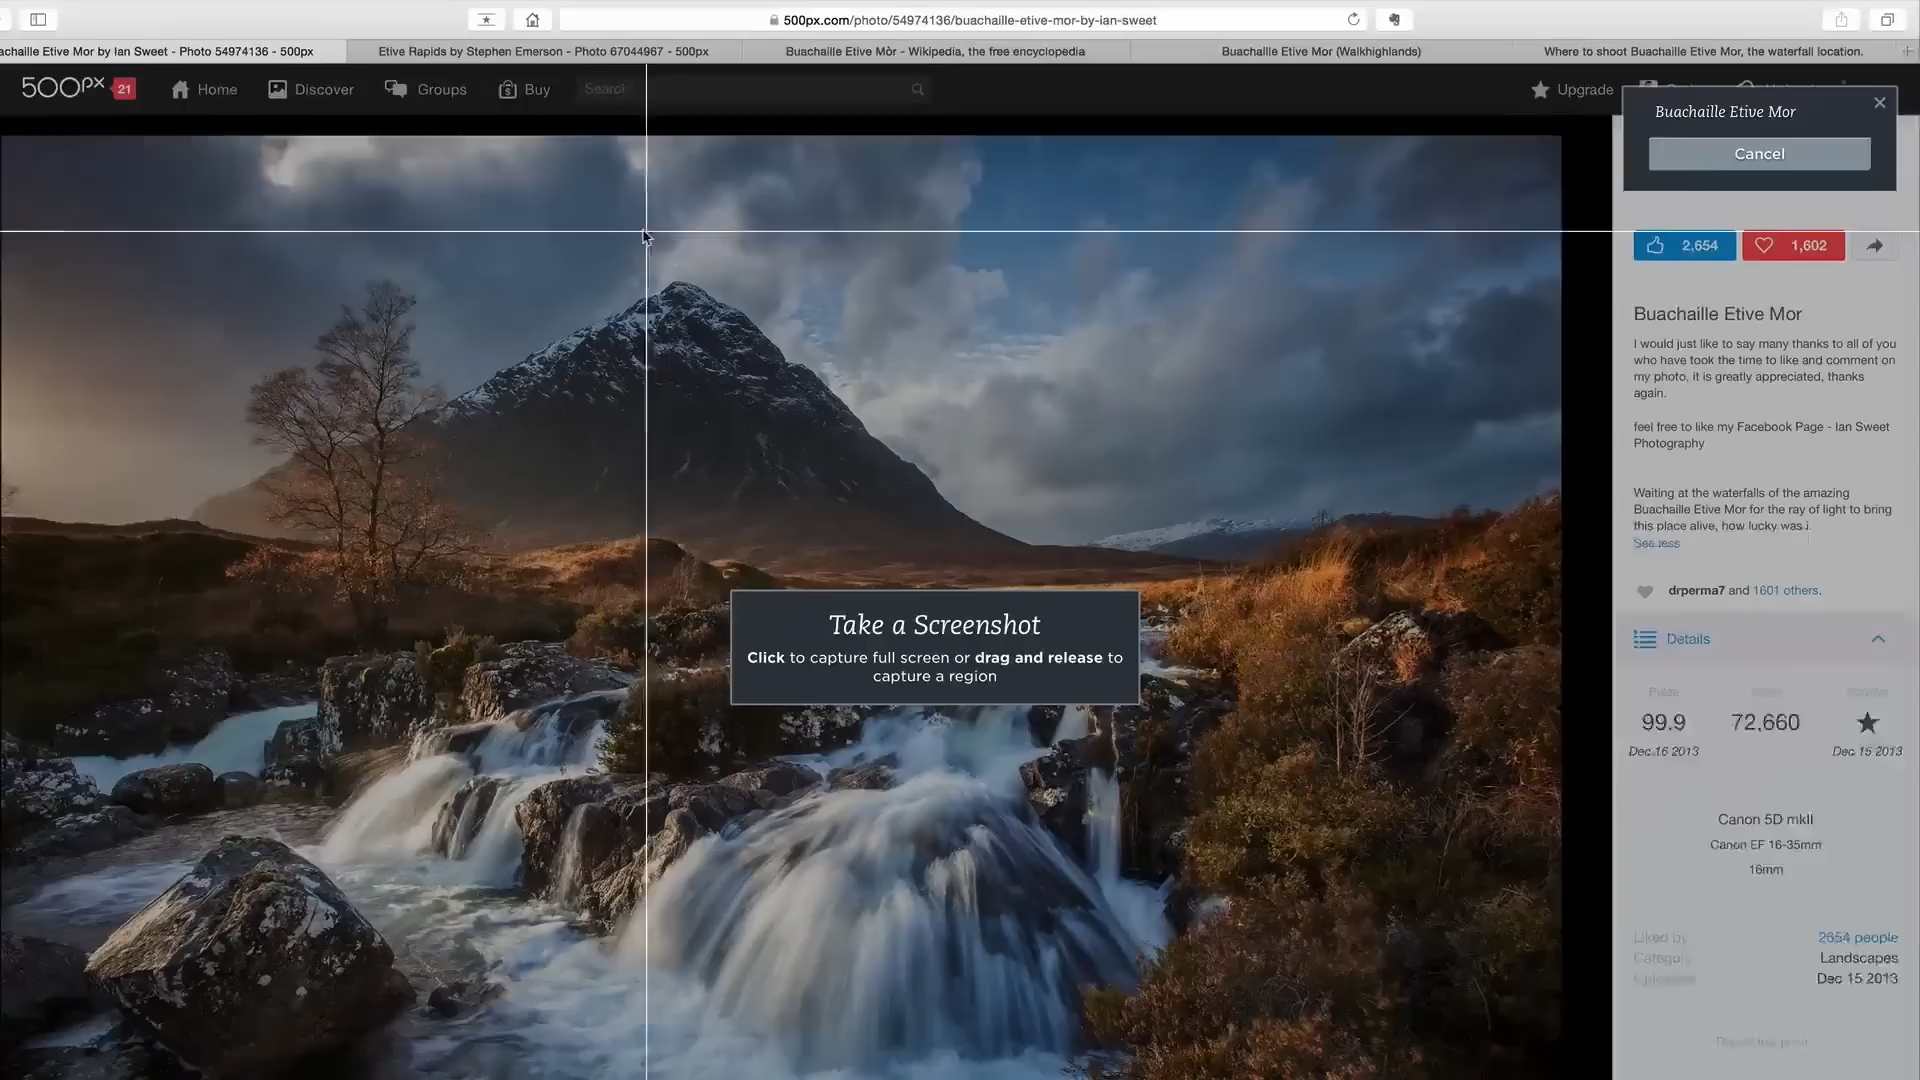 500px.com/photo/54974136/buachaille-etive-mor-by-ian-sweet
achaille Etive Mor by Ian Sweet - Photo 54974136 - 500px
Etive Rapids by Stephen Emerson - Photo 67044967 - 500px
Buachaille Etive Mòr - Wikipedia, the free encyclopedia
Buachaille Etive Mor (Walkhighlands)
Where to shoot Buachaille Etive Mor, the waterfall location.
500px 21
Home
Discover
Groups
Buy
Search
Upgrade
Buachaille Etive Mor
Cancel
2,654
1,602
Buachaille Etive Mor
I would just like to say many thanks to all of you
who have took the time to like and comment on
my photo, it is greatly appreciated, thanks
again.
feel free to like my Facebook Page - Ian Sweet
Photography
Waiting at the waterfalls of the amazing
Buachaille Etive Mor for the ray of light to bring
this place alive, how lucky was i.
See less
drperma7 and 1601 others.
Details
Take a Screenshot
Click to capture full screen or drag and release to
capture a region
Pulse
99.9
72,660
Dec 16 2013
Dec 15 2013
Canon 5D mkII
Canon EF 16-35mm
16mm
Liked by
2654 people
Category
Landscapes
Uploaded
Dec 15 2013